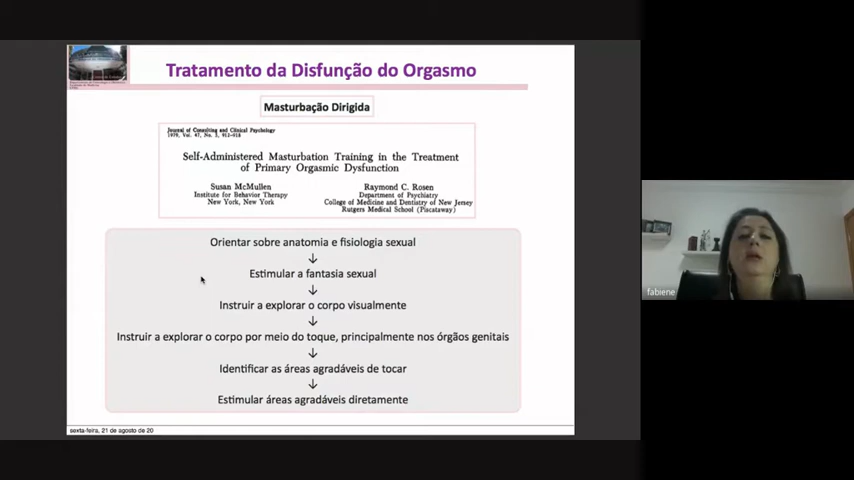 Tratamento da Disfunção do Orgasmo
Masturbação Dirigida
Journal of Consulting and Clinical Psychology
1979, Vol. 47, No. 5, 912-918
Self-Administered Masturbation Training in the Treatment
of Primary Orgasmic Dysfunction
Susan McMullen
Institute for Behavior Therapy
New York, New York
Raymond C. Rosen
Department of Psychiatry
College of Medicine and Dentistry of New Jersey
Rutgers Medical School (Piscataway)
Orientar sobre anatomia e fisiologia sexual
Estimular a fantasia sexual
Instruir a explorar o corpo visualmente
Instruir a explorar o corpo por meio do toque, principalmente nos órgãos genitais
Identificar as áreas agradáveis de tocar
Estimular áreas agradáveis diretamente
sexta-feira, 21 de agosto de 20
fabiene